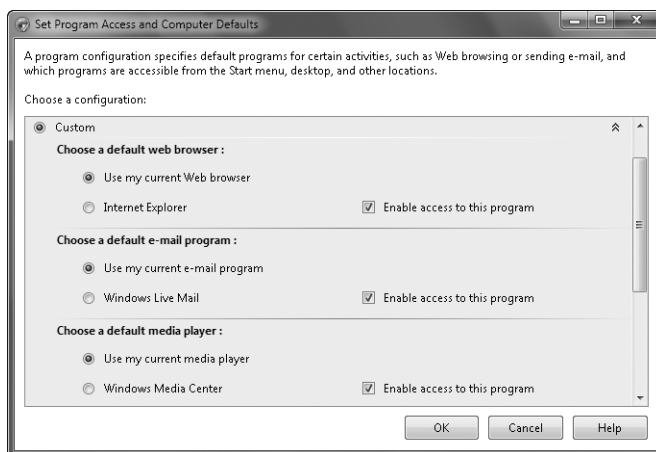 Set Program Access and Computer Defaults
A program configuration specifies default programs for certain activities, such as Web browsing or sending e-mail, and
which programs are accessible from the Start menu, desktop, and other locations.
Choose a configuration:
Custom
Choose a default web browser :
Use my current Web browser
Internet Explorer Enable access to this program
Choose a default e-mail program :
Use my current e-mail program
Windows Live Mail Enable access to this program
Choose a default media player :
Use my current media player
Windows Media Center Enable access to this program
OK Cancel Help